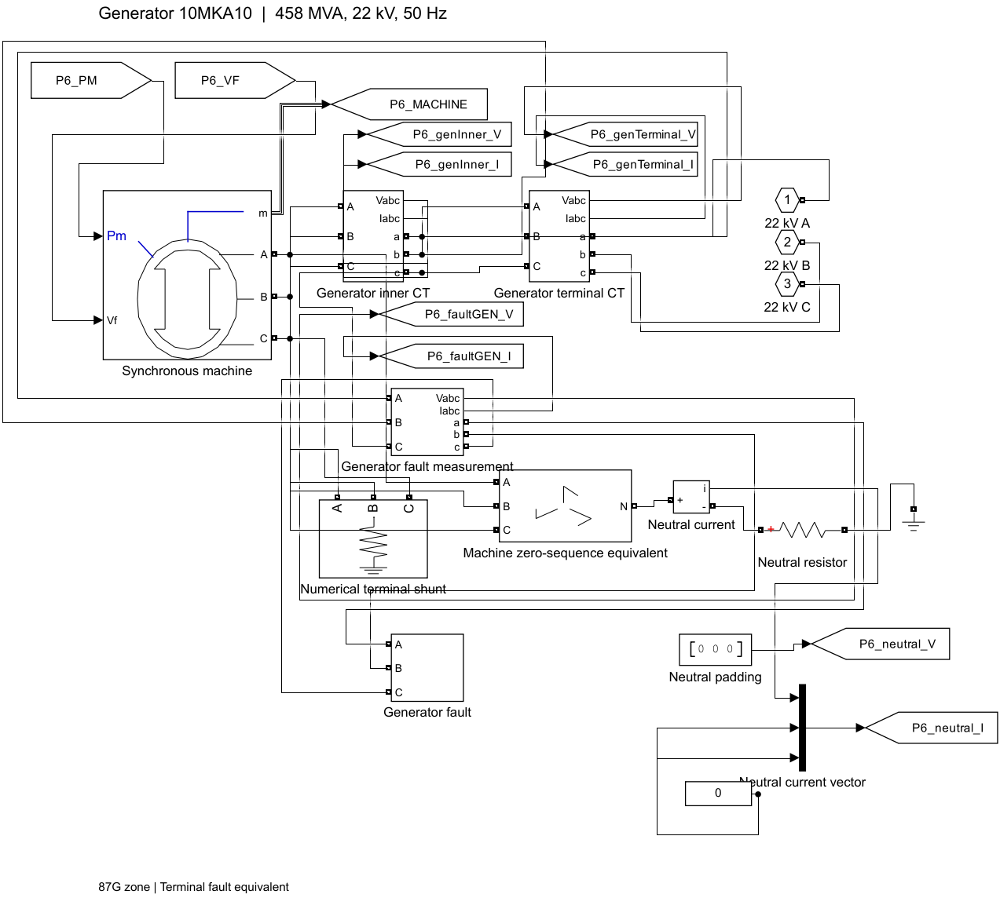 Generator 10MKA10 | 458 MVA, 22 kV, 50 Hz
P6_PM
P6_VF
P6_MACHINE
P6_genInner_V
P6_genTerminal_V
P6_genInner_I
P6_genTerminal_I
m
Pm
A
B
C
Vf
Synchronous machine
A
B
C
Vabc
Iabc
a
b
c
Generator inner CT
A
B
C
Vabc
Iabc
a
b
c
Generator terminal CT
1
22 kV A
2
22 kV B
3
22 kV C
P6_faultGEN_V
P6_faultGEN_I
A
B
C
Vabc
Iabc
a
b
c
Generator fault measurement
A
B
C
Numerical terminal shunt
A
B
C
N
Machine zero-sequence equivalent
+
i
-
Neutral current
+
Neutral resistor
A
B
C
Generator fault
[0 0 0]
Neutral padding
P6_neutral_V
P6_neutral_I
Neutral current vector
0
87G zone | Terminal fault equivalent